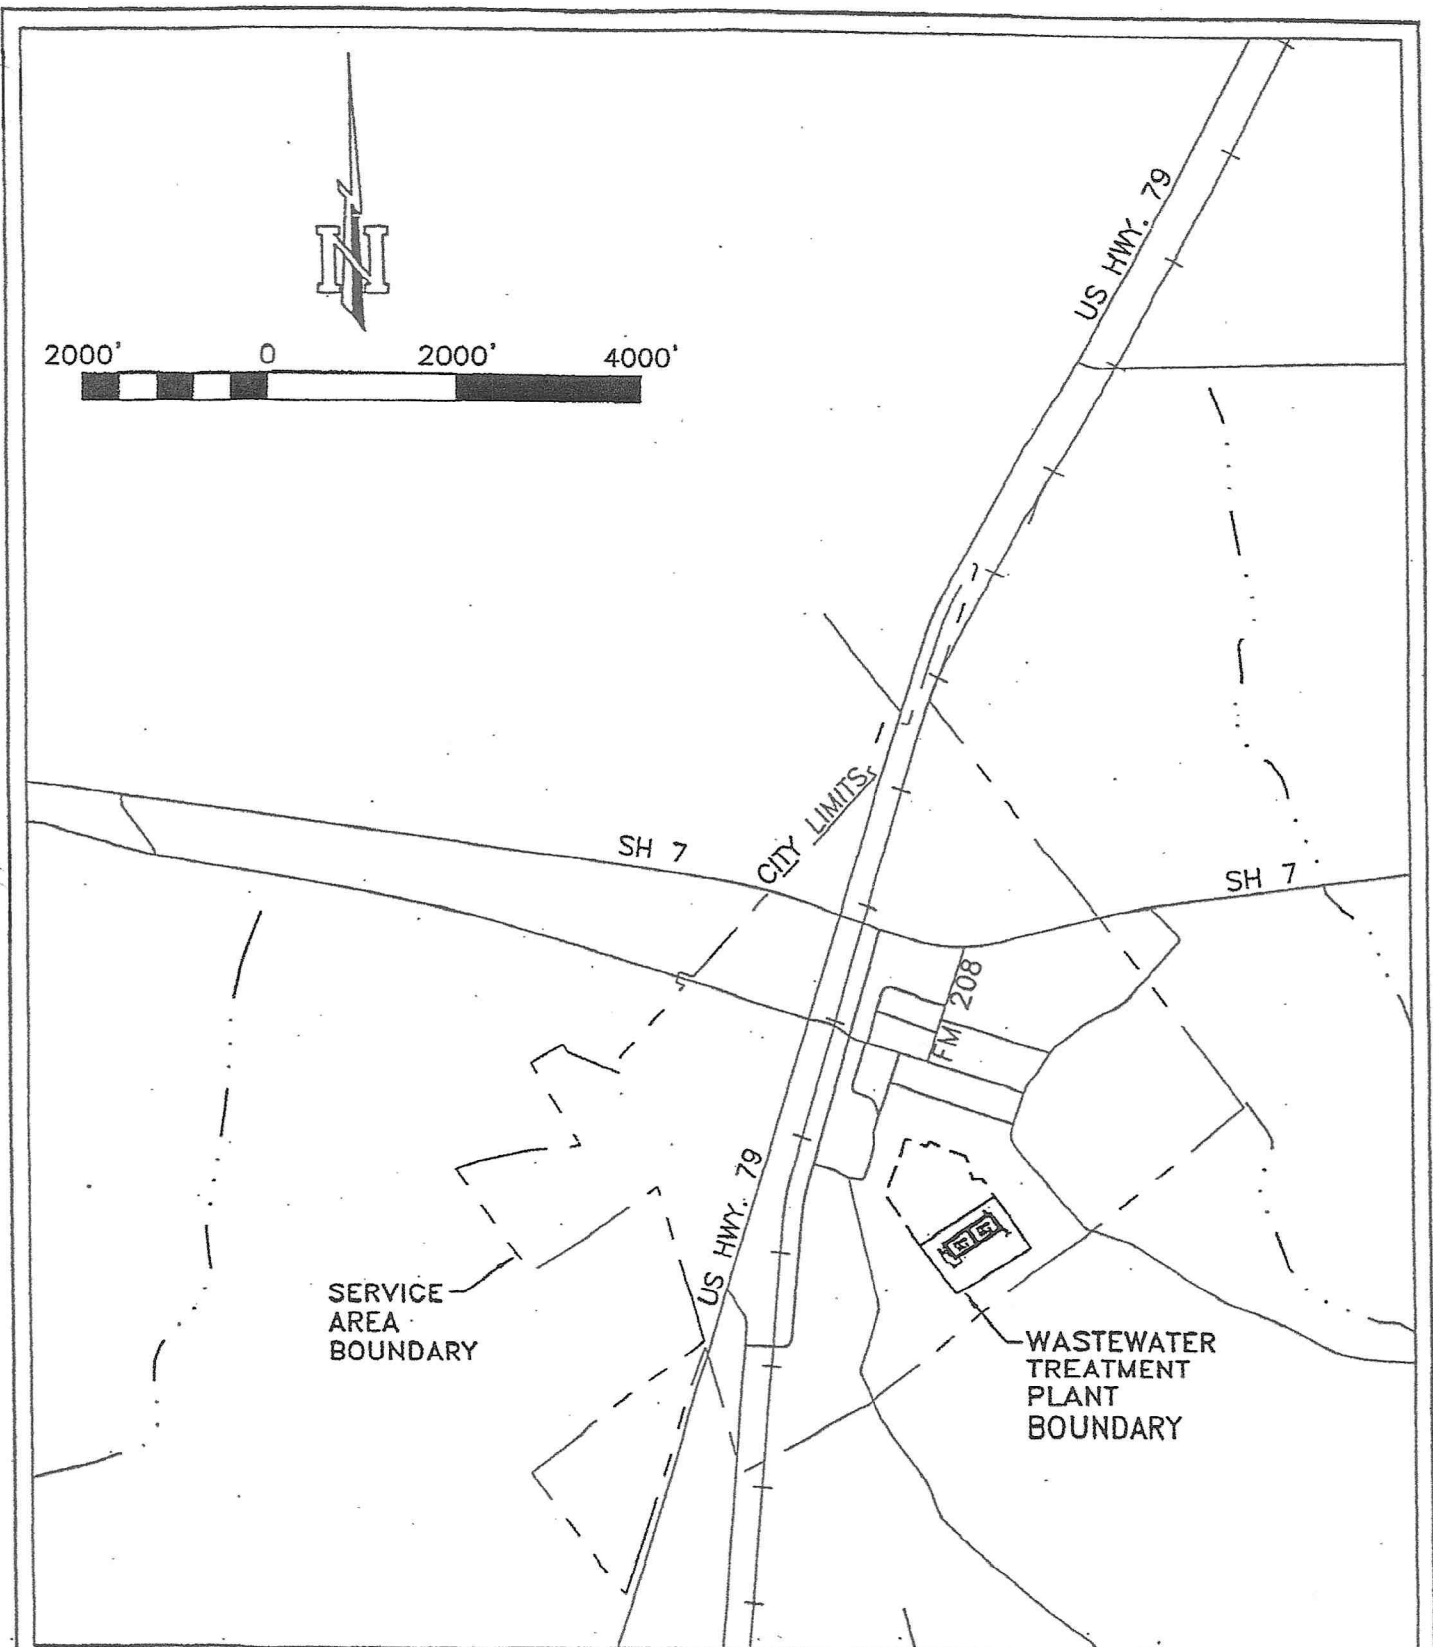 N
2000' 0 2000' 4000'
US HWY. 79
CITY LIMITS
SH 7
SH 7
FM 208
US HWY. 79
SERVICE
AREA
BOUNDARY
WASTEWATER
TREATMENT
PLANT
BOUNDARY